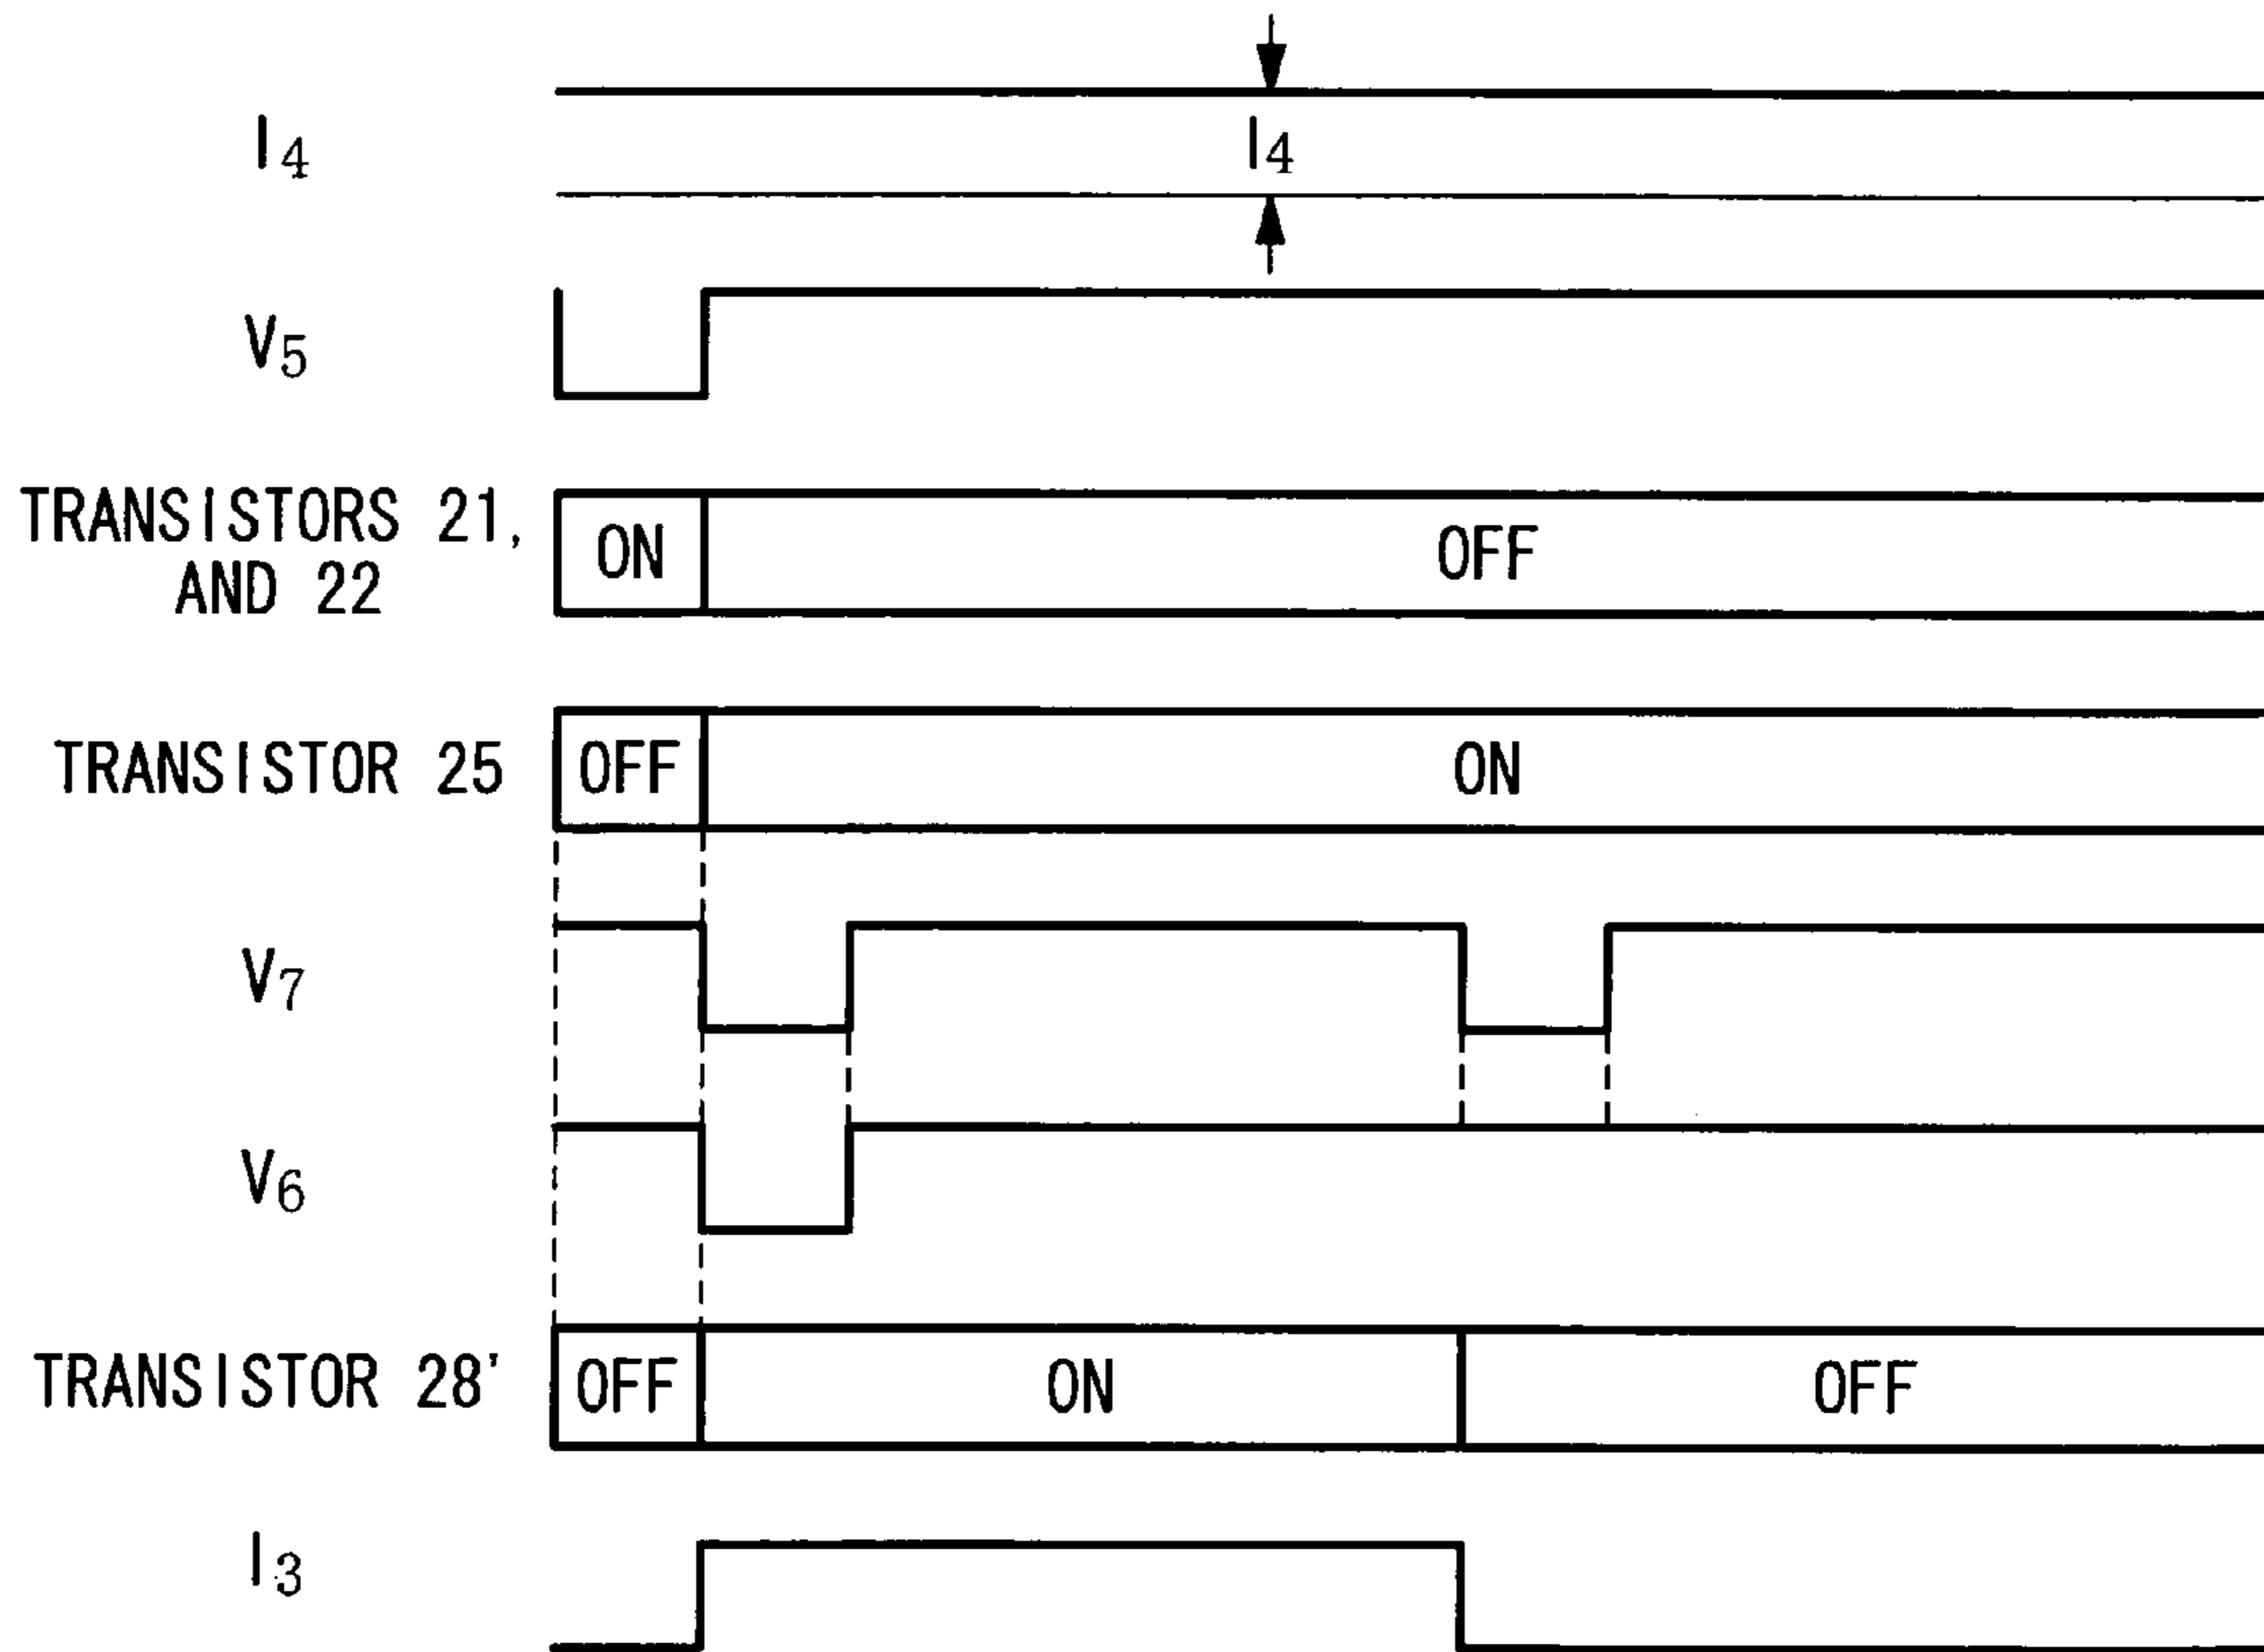 I4
I4
V5
TRANSISTORS 21,
AND 22
ON
OFF
TRANSISTOR 25
OFF
ON
V7
V6
TRANSISTOR 28'
OFF
ON
OFF
I3